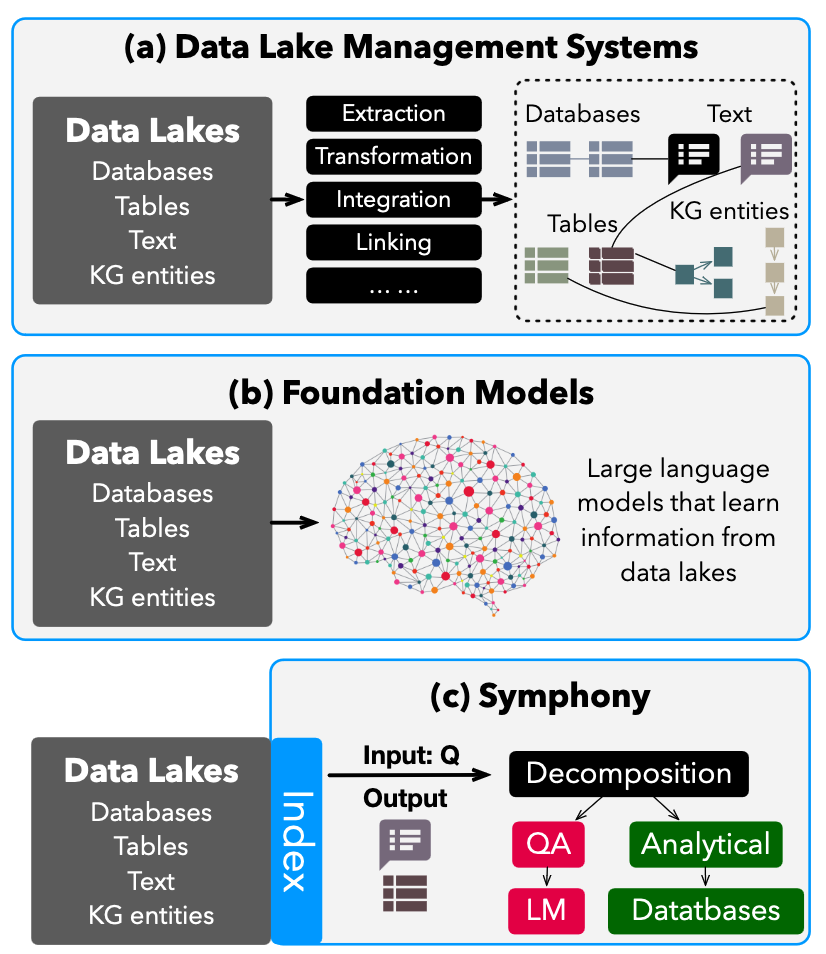 (a) Data Lake Management Systems
Data Lakes
Databases
Tables
Text
KG entities
Extraction
Transformation
Integration
Linking
... ...
Databases
Text
Tables
KG entities
(b) Foundation Models
Data Lakes
Databases
Tables
Text
KG entities
Large language
models that learn
information from
data lakes
(c) Symphony
Data Lakes
Databases
Tables
Text
KG entities
Index
Input: Q
Output
Decomposition
QA
Analytical
LM
Datatbases